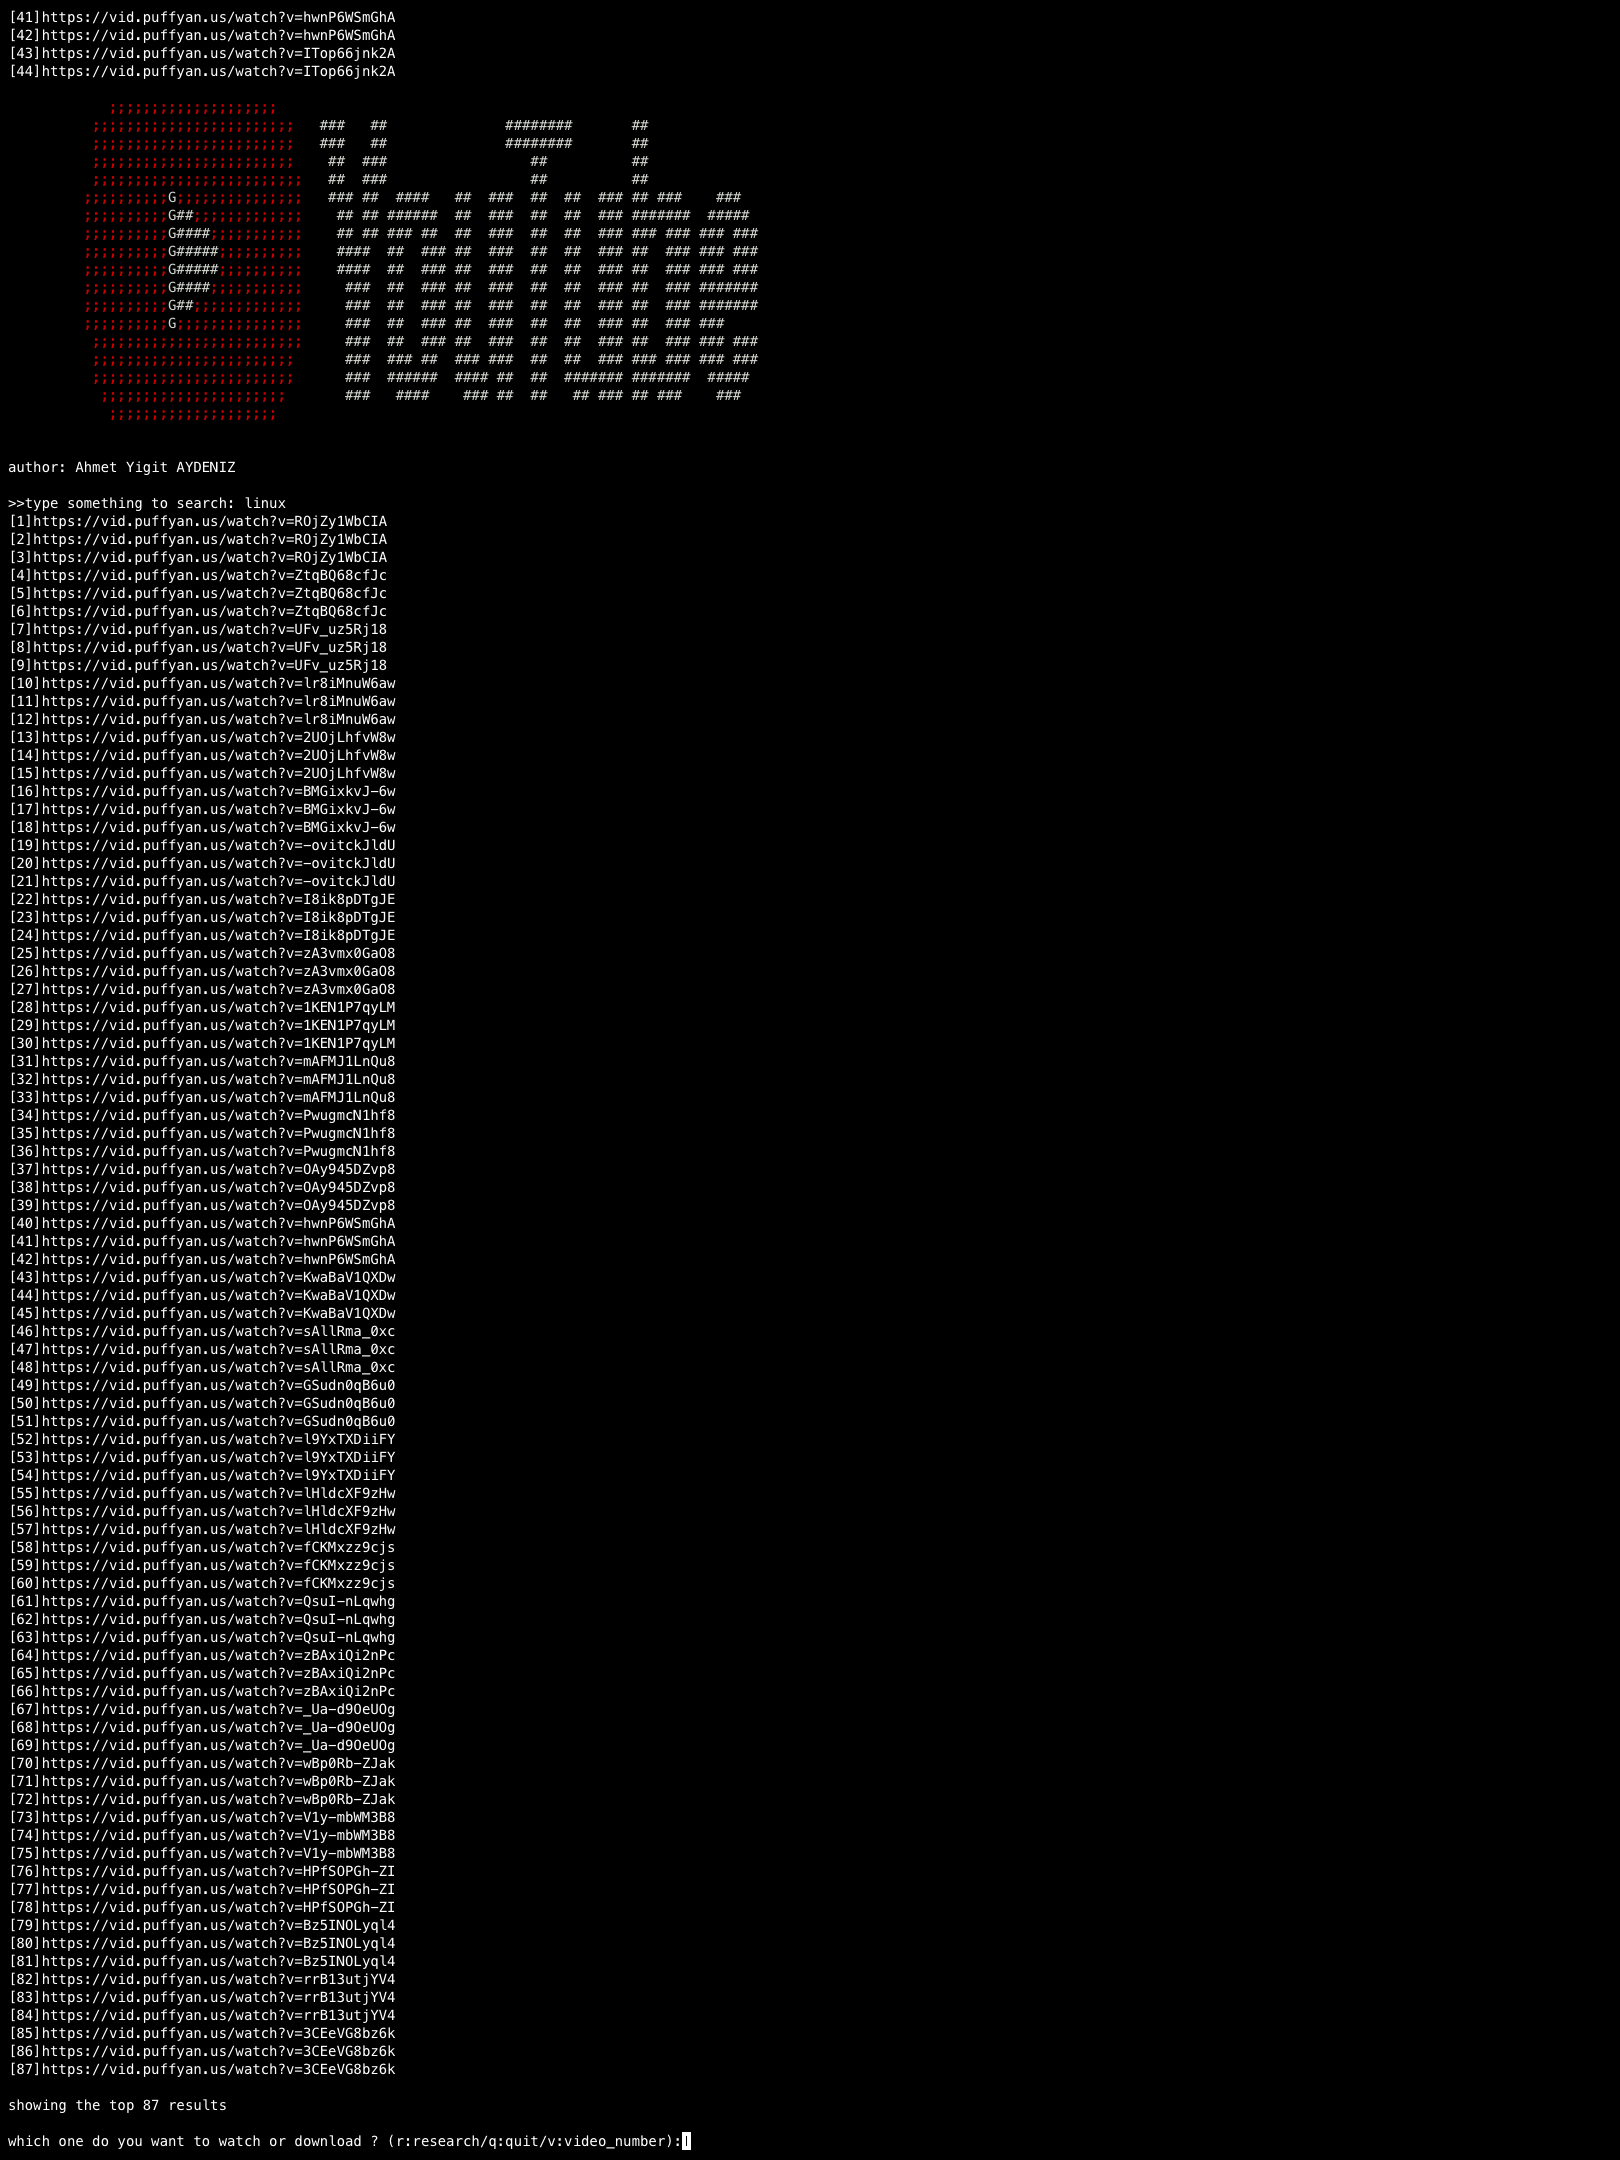 [41]https://vid.puffyan.us/watch?v=hwnP6WSmGhA
[42]https://vid.puffyan.us/watch?v=hwnP6WSmGhA
[43]https://vid.puffyan.us/watch?v=ITop66jnk2A
[44]https://vid.puffyan.us/watch?v=ITop66jnk2A
YouTube
author: Ahmet Yigit AYDENIZ
>>type something to search: linux
[1]https://vid.puffyan.us/watch?v=ROjZy1WbCIA
[2]https://vid.puffyan.us/watch?v=ROjZy1WbCIA
[3]https://vid.puffyan.us/watch?v=ROjZy1WbCIA
[4]https://vid.puffyan.us/watch?v=ZtqBQ68cfJc
[5]https://vid.puffyan.us/watch?v=ZtqBQ68cfJc
[6]https://vid.puffyan.us/watch?v=ZtqBQ68cfJc
[7]https://vid.puffyan.us/watch?v=UFv_uz5Rj18
[8]https://vid.puffyan.us/watch?v=UFv_uz5Rj18
[9]https://vid.puffyan.us/watch?v=UFv_uz5Rj18
[10]https://vid.puffyan.us/watch?v=lr8iMnuW6aw
[11]https://vid.puffyan.us/watch?v=lr8iMnuW6aw
[12]https://vid.puffyan.us/watch?v=lr8iMnuW6aw
[13]https://vid.puffyan.us/watch?v=2UOjLhfvW8w
[14]https://vid.puffyan.us/watch?v=2UOjLhfvW8w
[15]https://vid.puffyan.us/watch?v=2UOjLhfvW8w
[16]https://vid.puffyan.us/watch?v=BMGixkvJ-6w
[17]https://vid.puffyan.us/watch?v=BMGixkvJ-6w
[18]https://vid.puffyan.us/watch?v=BMGixkvJ-6w
[19]https://vid.puffyan.us/watch?v=-ovitckJldU
[20]https://vid.puffyan.us/watch?v=-ovitckJldU
[21]https://vid.puffyan.us/watch?v=-ovitckJldU
[22]https://vid.puffyan.us/watch?v=I8ik8pDTgJE
[23]https://vid.puffyan.us/watch?v=I8ik8pDTgJE
[24]https://vid.puffyan.us/watch?v=I8ik8pDTgJE
[25]https://vid.puffyan.us/watch?v=zA3vmx0GaO8
[26]https://vid.puffyan.us/watch?v=zA3vmx0GaO8
[27]https://vid.puffyan.us/watch?v=zA3vmx0GaO8
[28]https://vid.puffyan.us/watch?v=1KEN1P7qyLM
[29]https://vid.puffyan.us/watch?v=1KEN1P7qyLM
[30]https://vid.puffyan.us/watch?v=1KEN1P7qyLM
[31]https://vid.puffyan.us/watch?v=mAFMJ1LnQu8
[32]https://vid.puffyan.us/watch?v=mAFMJ1LnQu8
[33]https://vid.puffyan.us/watch?v=mAFMJ1LnQu8
[34]https://vid.puffyan.us/watch?v=PwugmcN1hf8
[35]https://vid.puffyan.us/watch?v=PwugmcN1hf8
[36]https://vid.puffyan.us/watch?v=PwugmcN1hf8
[37]https://vid.puffyan.us/watch?v=OAy945DZvp8
[38]https://vid.puffyan.us/watch?v=OAy945DZvp8
[39]https://vid.puffyan.us/watch?v=OAy945DZvp8
[40]https://vid.puffyan.us/watch?v=hwnP6WSmGhA
[41]https://vid.puffyan.us/watch?v=hwnP6WSmGhA
[42]https://vid.puffyan.us/watch?v=hwnP6WSmGhA
[43]https://vid.puffyan.us/watch?v=KwaBaV1QXDw
[44]https://vid.puffyan.us/watch?v=KwaBaV1QXDw
[45]https://vid.puffyan.us/watch?v=KwaBaV1QXDw
[46]https://vid.puffyan.us/watch?v=sAllRma_0xc
[47]https://vid.puffyan.us/watch?v=sAllRma_0xc
[48]https://vid.puffyan.us/watch?v=sAllRma_0xc
[49]https://vid.puffyan.us/watch?v=GSudn0qB6u0
[50]https://vid.puffyan.us/watch?v=GSudn0qB6u0
[51]https://vid.puffyan.us/watch?v=GSudn0qB6u0
[52]https://vid.puffyan.us/watch?v=l9YxTXDiiFY
[53]https://vid.puffyan.us/watch?v=l9YxTXDiiFY
[54]https://vid.puffyan.us/watch?v=l9YxTXDiiFY
[55]https://vid.puffyan.us/watch?v=lHldcXF9zHw
[56]https://vid.puffyan.us/watch?v=lHldcXF9zHw
[57]https://vid.puffyan.us/watch?v=lHldcXF9zHw
[58]https://vid.puffyan.us/watch?v=fCKMxzz9cjs
[59]https://vid.puffyan.us/watch?v=fCKMxzz9cjs
[60]https://vid.puffyan.us/watch?v=fCKMxzz9cjs
[61]https://vid.puffyan.us/watch?v=QsuI-nLqwhg
[62]https://vid.puffyan.us/watch?v=QsuI-nLqwhg
[63]https://vid.puffyan.us/watch?v=QsuI-nLqwhg
[64]https://vid.puffyan.us/watch?v=zBAxiQi2nPc
[65]https://vid.puffyan.us/watch?v=zBAxiQi2nPc
[66]https://vid.puffyan.us/watch?v=zBAxiQi2nPc
[67]https://vid.puffyan.us/watch?v=_Ua-d9OeUOg
[68]https://vid.puffyan.us/watch?v=_Ua-d9OeUOg
[69]https://vid.puffyan.us/watch?v=_Ua-d9OeUOg
[70]https://vid.puffyan.us/watch?v=wBp0Rb-ZJak
[71]https://vid.puffyan.us/watch?v=wBp0Rb-ZJak
[72]https://vid.puffyan.us/watch?v=wBp0Rb-ZJak
[73]https://vid.puffyan.us/watch?v=V1y-mbWM3B8
[74]https://vid.puffyan.us/watch?v=V1y-mbWM3B8
[75]https://vid.puffyan.us/watch?v=V1y-mbWM3B8
[76]https://vid.puffyan.us/watch?v=HPfSOPGh-ZI
[77]https://vid.puffyan.us/watch?v=HPfSOPGh-ZI
[78]https://vid.puffyan.us/watch?v=HPfSOPGh-ZI
[79]https://vid.puffyan.us/watch?v=Bz5INOLyql4
[80]https://vid.puffyan.us/watch?v=Bz5INOLyql4
[81]https://vid.puffyan.us/watch?v=Bz5INOLyql4
[82]https://vid.puffyan.us/watch?v=rrB13utjYV4
[83]https://vid.puffyan.us/watch?v=rrB13utjYV4
[84]https://vid.puffyan.us/watch?v=rrB13utjYV4
[85]https://vid.puffyan.us/watch?v=3CEeVG8bz6k
[86]https://vid.puffyan.us/watch?v=3CEeVG8bz6k
[87]https://vid.puffyan.us/watch?v=3CEeVG8bz6k
showing the top 87 results
which one do you want to watch or download ? (r:research/q:quit/v:video_number):